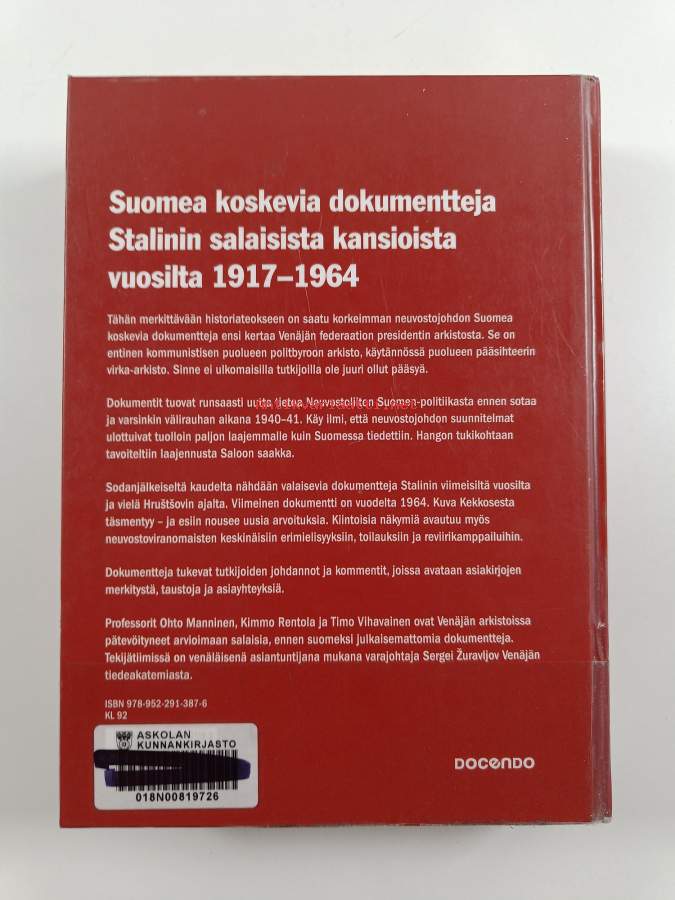 Suomea koskevia dokumentteja
Stalinin salaisista kansioista
vuosilta 1917–1964
Tähän merkittävään historiateokseen on saatu korkeimman neuvostojohdon Suomea
koskevia dokumentteja ensi kertaa Venäjän federaation presidentin arkistosta. Se on
entinen kommunistisen puolueen politbyroon arkisto, käytännössä puolueen pääsihteerin
virka-arkisto. Sinne ei ulkomaisilla tutkijoilla ole juuri ollut pääsyä.
Dokumentit tuovat runsaasti uutta tietoa Neuvostoliiton Suomen-politiikasta ennen sotaa
ja varsinkin välirauhan aikana 1940–41. Käy ilmi, että neuvostojohdon suunnitelmat
ulottuivat tuolloin paljon laajemmalle kuin Suomessa tiedettiin. Hangon tukikohtaan
tavoiteltiin laajennusta Saloon saakka.
Sodanjälkeiseltä kaudelta nähdään valaisevia dokumentteja Stalinin viimeisiltä vuosilta
ja vielä Hruštšovin ajalta. Viimeinen dokumentti on vuodelta 1964. Kuva Kekkosesta
täsmentyy – ja esiin nousee uusia arvoituksia. Kiintoisia näkymiä avautuu myös
neuvostoviranomaisten keskinäisiin erimielisyyksiin, toilauksiin ja reviirikamppailuihin.
Dokumentteja tukevat tutkijoiden johdannot ja kommentit, joissa avataan asiakirjojen
merkitystä, taustoja ja asiayhteyksiä.
Professorit Ohto Manninen, Kimmo Rentola ja Timo Vihavainen ovat Venäjän arkistoissa
pätevöityneet arvioimaan salaisia, ennen suomeksi julkaisemattomia dokumentteja.
Tekijätiimissä on venäläisenä asiantuntijana mukana varajohtaja Sergei Žuravljov Venäjän
tiedeakatemiasta.
ISBN 978-952-291-387-6
KL 92
ASKOLAN
KUNNANKIRJASTO
018N00819726
DOCENDO